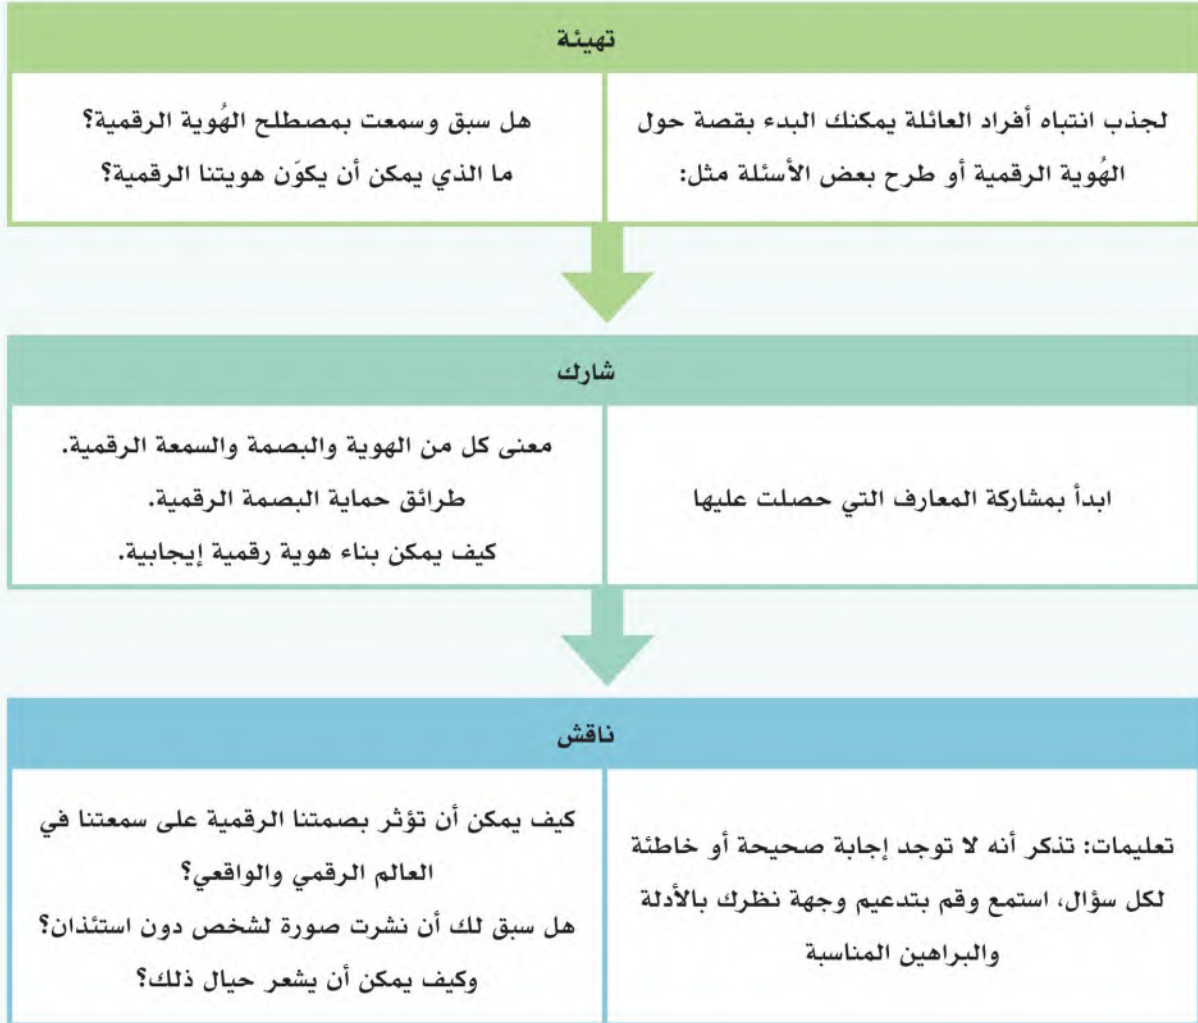 تهيئة
لجذب انتباه أفراد العائلة يمكنك البدء بقصة حول
الهُوية الرقمية أو طرح بعض الأسئلة مثل:
هل سبق وسمعت بمصطلح الهُوية الرقمية؟
ما الذي يمكن أن يكوّن هويتنا الرقمية؟
شارك
ابدأ بمشاركة المعارف التي حصلت عليها
معنى كل من الهوية والبصمة والسمعة الرقمية.
طرائق حماية البصمة الرقمية.
كيف يمكن بناء هوية رقمية إيجابية.
ناقش
تعليمات: تذكر أنه لا توجد إجابة صحيحة أو خاطئة
لكل سؤال، استمع وقم بتدعيم وجهة نظرك بالأدلة
والبراهين المناسبة
كيف يمكن أن تؤثر بصمتنا الرقمية على سمعتنا في
العالم الرقمي والواقعي؟
هل سبق لك أن نشرت صورة لشخص دون استئذان؟
وكيف يمكن أن يشعر حيال ذلك؟